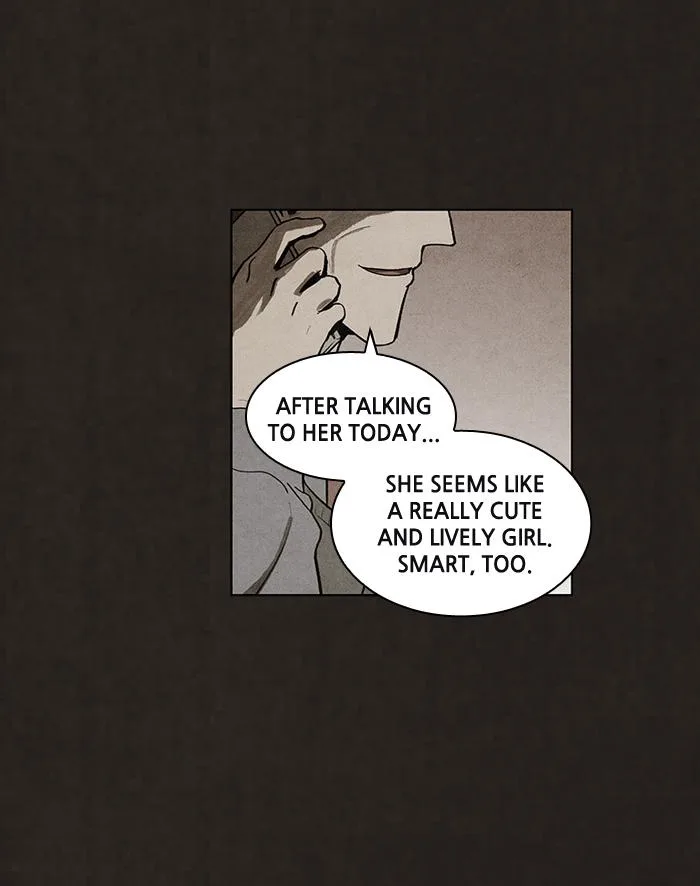 AFTER TALKING
TO HER TODAY...
SHE SEEMS LIKE
A REALLY CUTE
AND LIVELY GIRL.
SMART, TOO.